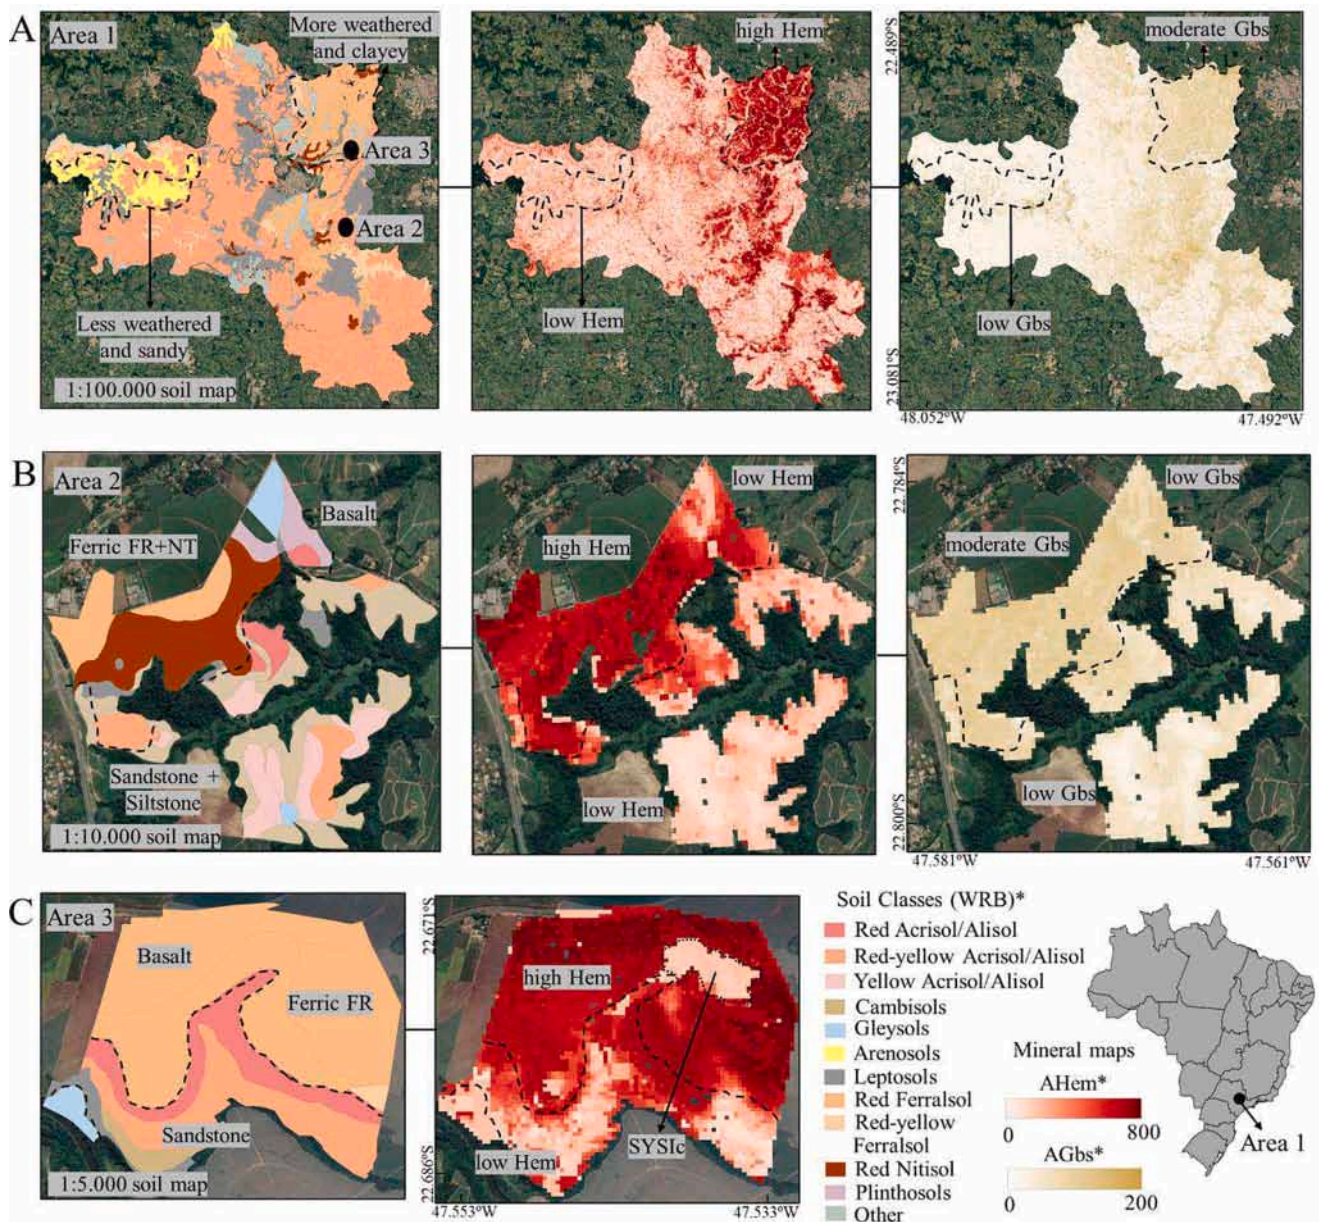 A
Area 1
More weathered
and clayey
Area 3
Area 2
Less weathered
and sandy
1:100.000 soil map
high Hem
low Hem
22.489°S
23.081°S
moderate Gbs
low Gbs
48.052°W
47.492°W
B
Area 2
Basalt
Ferric FR+NT
Sandstone +
Siltstone
1:10.000 soil map
low Hem
high Hem
low Hem
22.784°S
22.800°S
low Gbs
moderate Gbs
low Gbs
47.581°W
47.561°W
C
Area 3
Basalt
Ferric FR
Sandstone
1:5.000 soil map
22.671°S
22.686°S
high Hem
SYSIc
low Hem
47.553°W
47.533°W
Soil Classes (WRB)*
Red Acrisol/Alisol
Red-yellow Acrisol/Alisol
Yellow Acrisol/Alisol
Cambisols
Gleysols
Arenosols
Leptosols
Red Ferralsol
Red-yellow
Ferralsol
Red Nitisol
Plinthosols
Other
Mineral maps
AHem*
0
800
AGbs*
0
200
Area 1